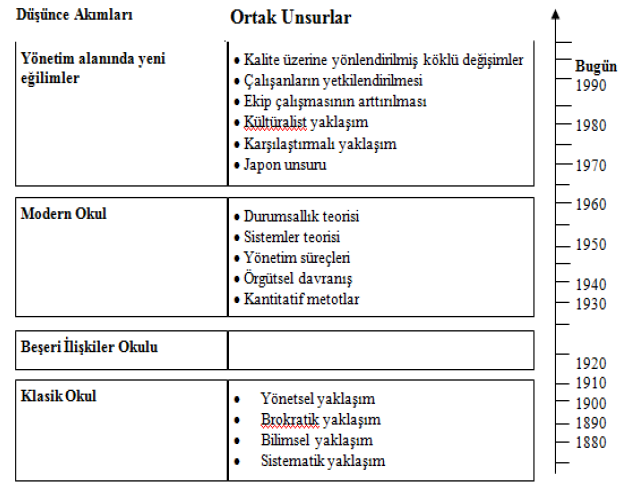 Düşünce Akımları
Ortak Unsurlar
Yönetim alanında yeni
eğilimler
• Kalite üzerine yönlendirilmiş köklü değişimler
• Çalışanların yetkilendirilmesi
• Ekip çalışmasının arttırılması
• Kültüralist yaklaşım
• Karşılaştırmalı yaklaşım
• Japon unsuru
Modern Okul
• Durumsallık teorisi
• Sistemler teorisi
• Yönetim süreçleri
• Örgütsel davranış
• Kantitatif metotlar
Beşeri İlişkiler Okulu
Klasik Okul
• Yönetsel yaklaşım
• Brokratik yaklaşım
• Bilimsel yaklaşım
• Sistematik yaklaşım
Bugün
1990
1980
1970
1960
1950
1940
1930
1920
1910
1900
1890
1880